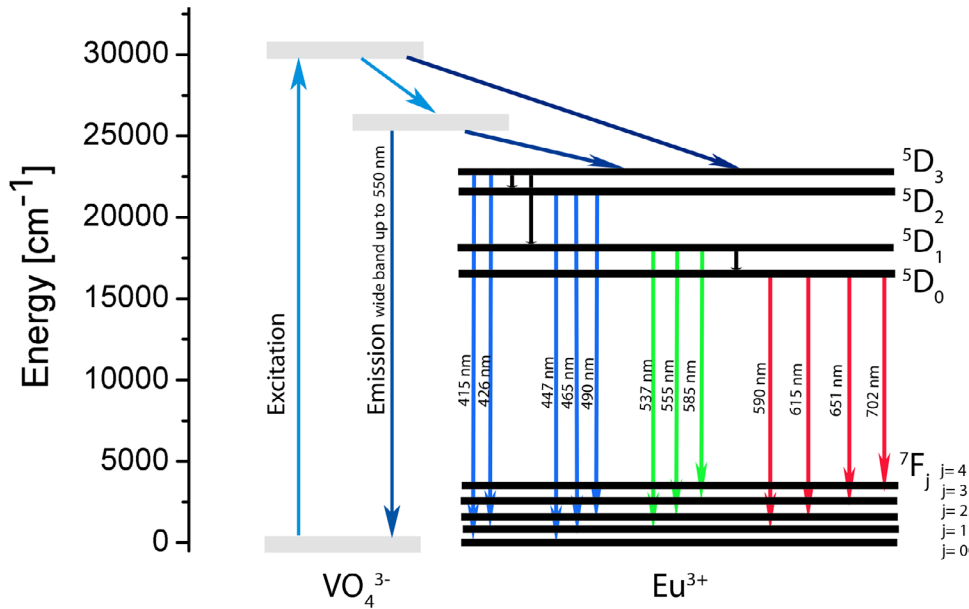 Energy [cm⁻¹]
30000
25000
20000
15000
10000
5000
0
Excitation
Emission wide band up to 550 nm
⁵D₃
⁵D₂
⁵D₁
⁵D₀
415 nm
426 nm
447 nm
465 nm
490 nm
537 nm
555 nm
585 nm
590 nm
615 nm
651 nm
702 nm
⁷Fⱼ
j= 4
j= 3
j= 2
j= 1
j= 0
VO₄³⁻
Eu³⁺